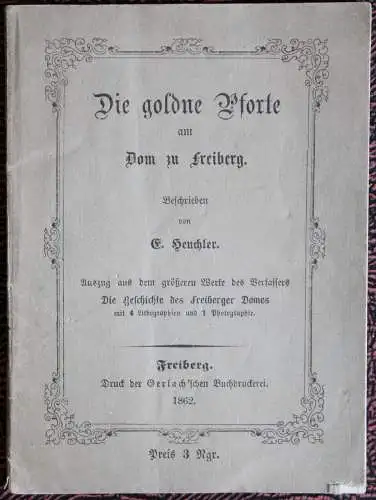 Die goldne Pforte
am
Dom zu Freiberg.
Beschrieben
von
E. Heuchler.
Auszug aus dem größeren Werke des Verfassers
Die Geschichte des Freiberger Domes
mit 4 Lithographien und 1 Photographie.
Freiberg.
Druck der Gerlach'schen Buchdruckerei.
1862.
Preis 3 Ngr.